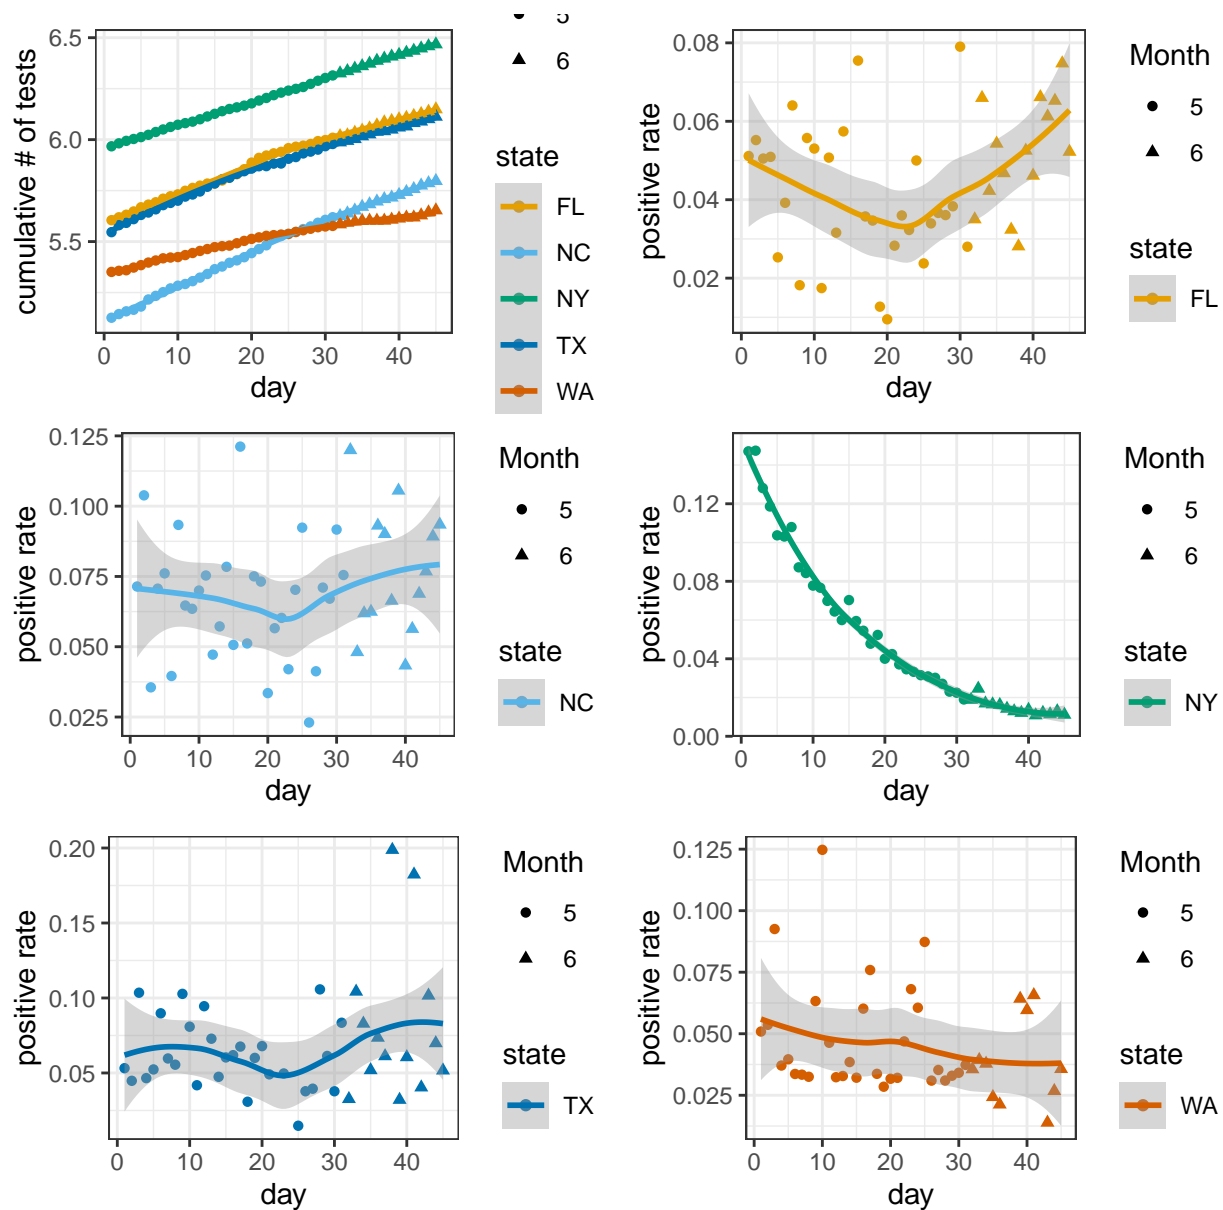 5
6
6.5
6.0
5.5
cumulative # of tests
0
10
20
30
40
day
state
FL
NC
NY
TX
WA
0.08
0.06
0.04
0.02
positive rate
0
10
20
30
40
day
Month
5
6
state
FL
0.125
0.100
0.075
0.050
0.025
positive rate
0
10
20
30
40
day
Month
5
6
state
NC
0.12
0.08
0.04
0.00
positive rate
0
10
20
30
40
day
Month
5
6
state
NY
0.20
0.15
0.10
0.05
positive rate
0
10
20
30
40
day
Month
5
6
state
TX
0.125
0.100
0.075
0.050
0.025
positive rate
0
10
20
30
40
day
Month
5
6
state
WA